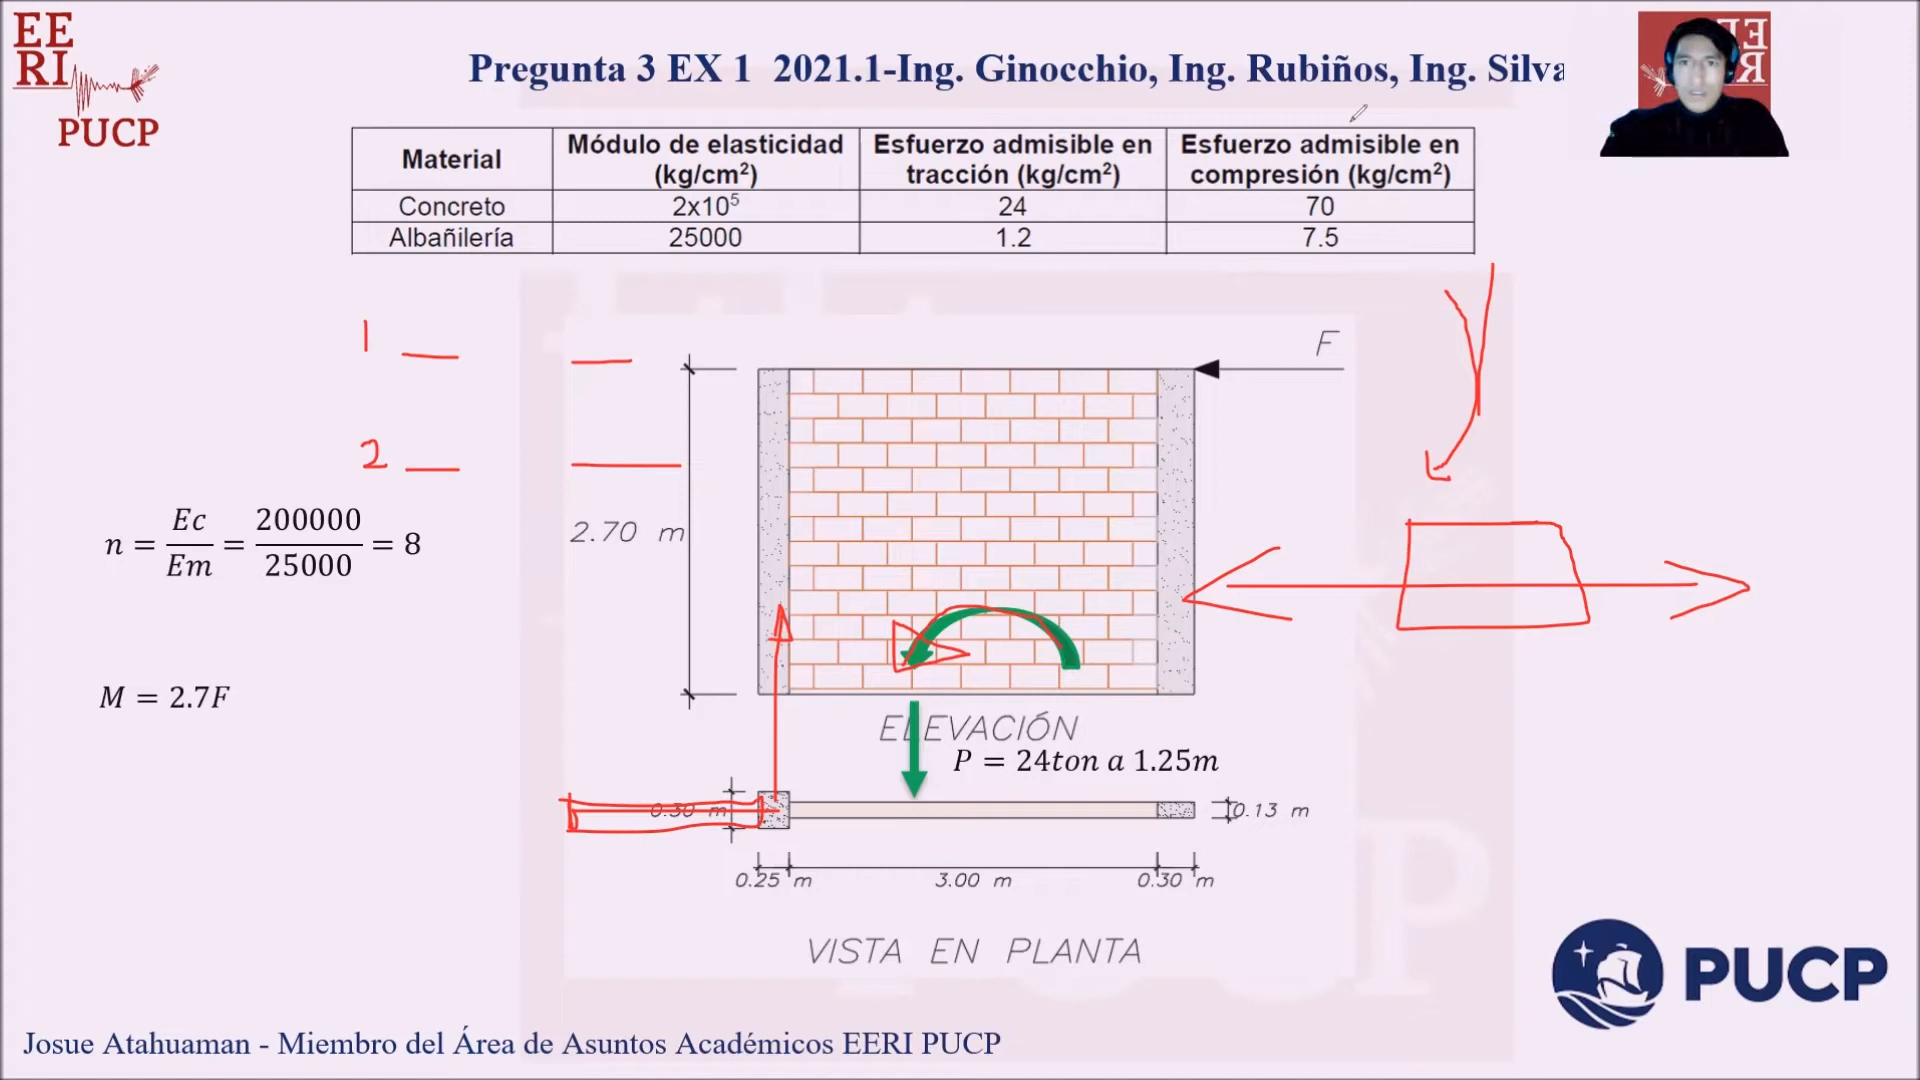 EE
RI
PUCP
Pregunta 3 EX 1 2021.1-Ing. Ginocchio, Ing. Rubiños, Ing. Silva
Material Módulo de elasticidad (kg/cm²) Esfuerzo admisible en tracción (kg/cm²) Esfuerzo admisible en compresión (kg/cm²)
Concreto 2x10⁵ 24 70
Albañilería 25000 1.2 7.5
F
1
2
2.70 m
n = Ec/Em = 200000/25000 = 8
M = 2.7F
ELEVACIÓN
P = 24ton a 1.25m
0.30 m
0.13 m
0.25 m 3.00 m 0.30 m
VISTA EN PLANTA
PUCP
Josue Atahuaman - Miembro del Área de Asuntos Académicos EERI PUCP